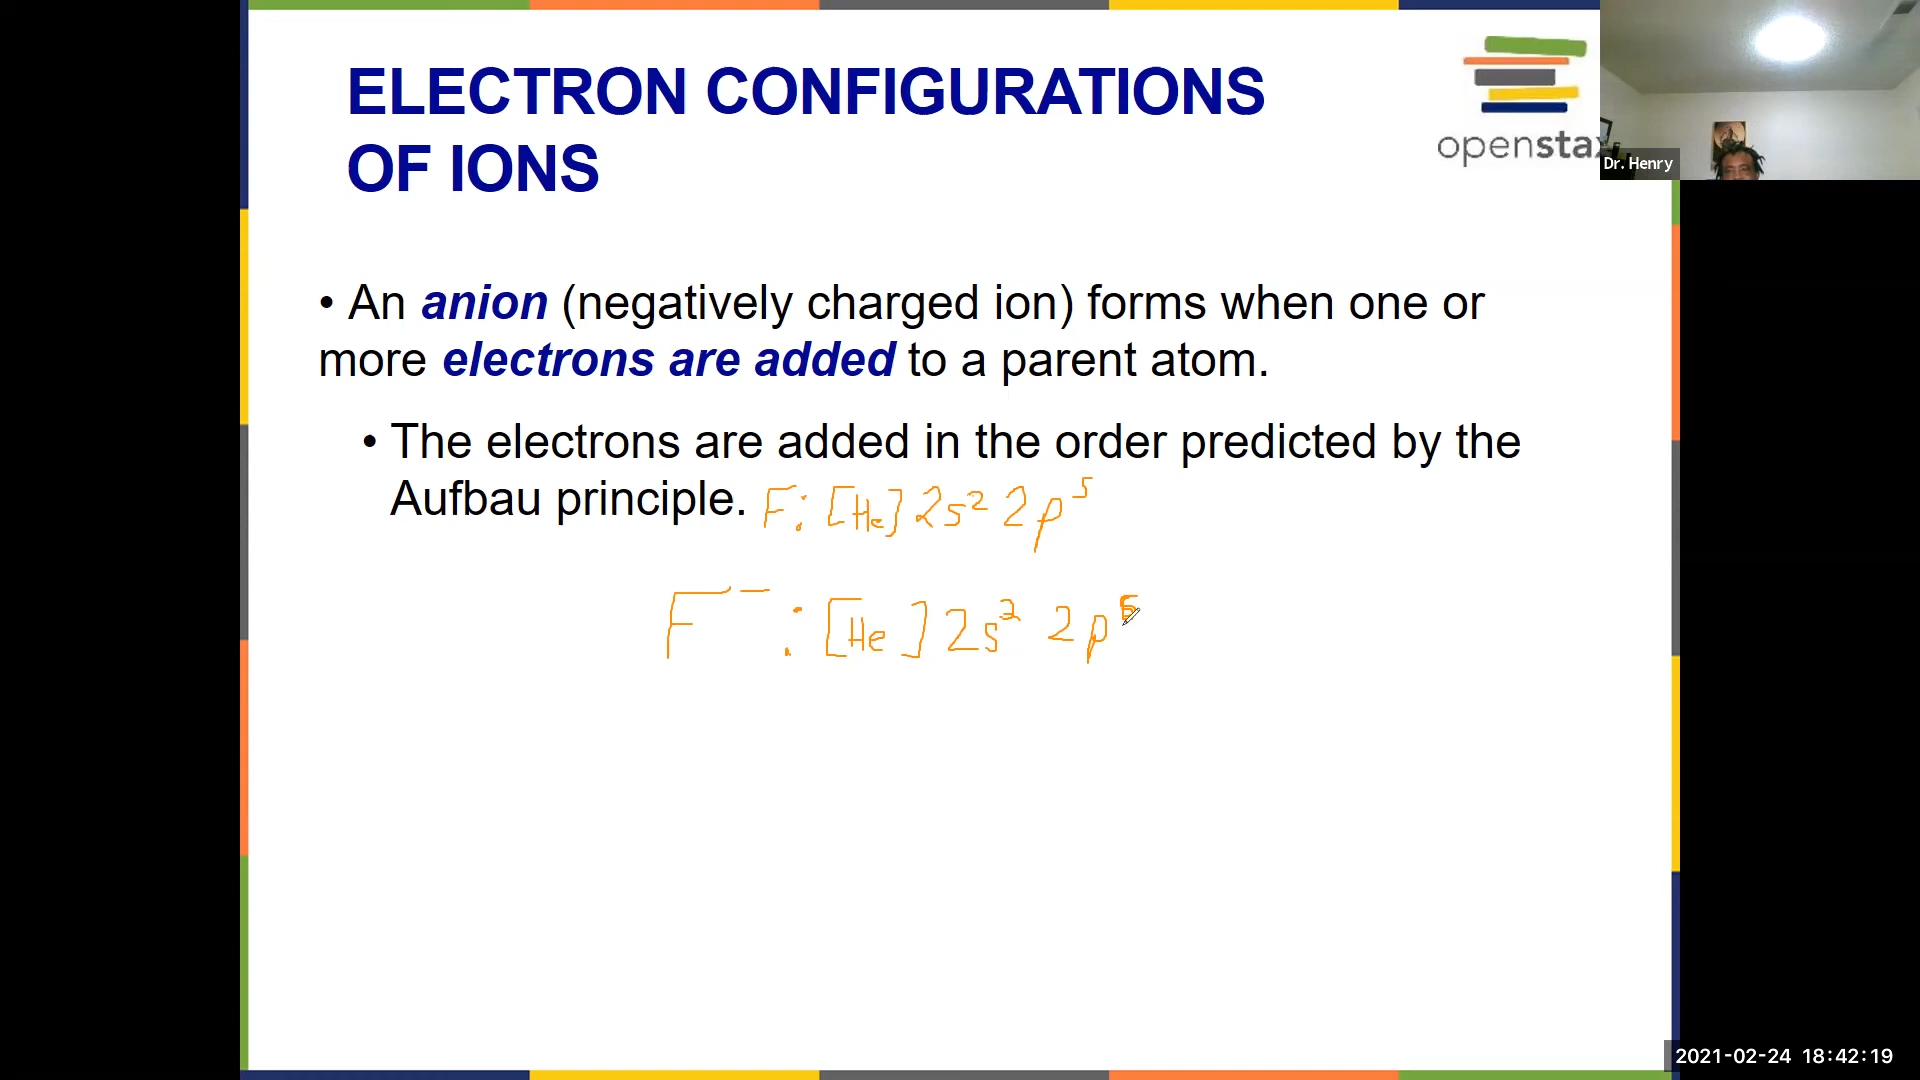 ELECTRON CONFIGURATIONS
OF IONS
opensta
Dr. Henry
• An anion (negatively charged ion) forms when one or
more electrons are added to a parent atom.
• The electrons are added in the order predicted by the
Aufbau principle. F: [He] 2s² 2p⁵
F⁻ : [He] 2s² 2p
2021-02-24 18:42:19